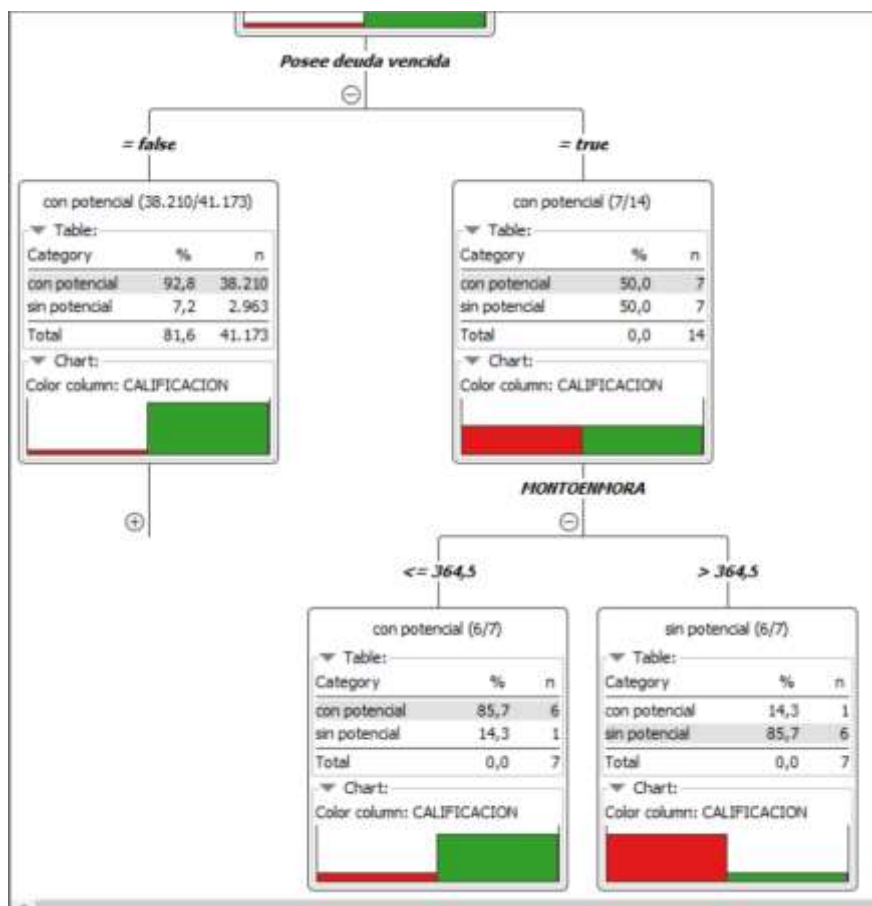 Posee deuda vencida
= false
= true
con potencial (38.210/41.173)
Table:
Category % n
con potencial 92,8 38.210
sin potencial 7,2 2.963
Total 81,6 41.173
Chart:
Color column: CALIFICACION
con potencial (7/14)
Table:
Category % n
con potencial 50,0 7
sin potencial 50,0 7
Total 0,0 14
Chart:
Color column: CALIFICACION
MONTOENMORA
<= 364,5
> 364,5
con potencial (6/7)
Table:
Category % n
con potencial 85,7 6
sin potencial 14,3 1
Total 0,0 7
Chart:
Color column: CALIFICACION
sin potencial (6/7)
Table:
Category % n
con potencial 14,3 1
sin potencial 85,7 6
Total 0,0 7
Chart:
Color column: CALIFICACION